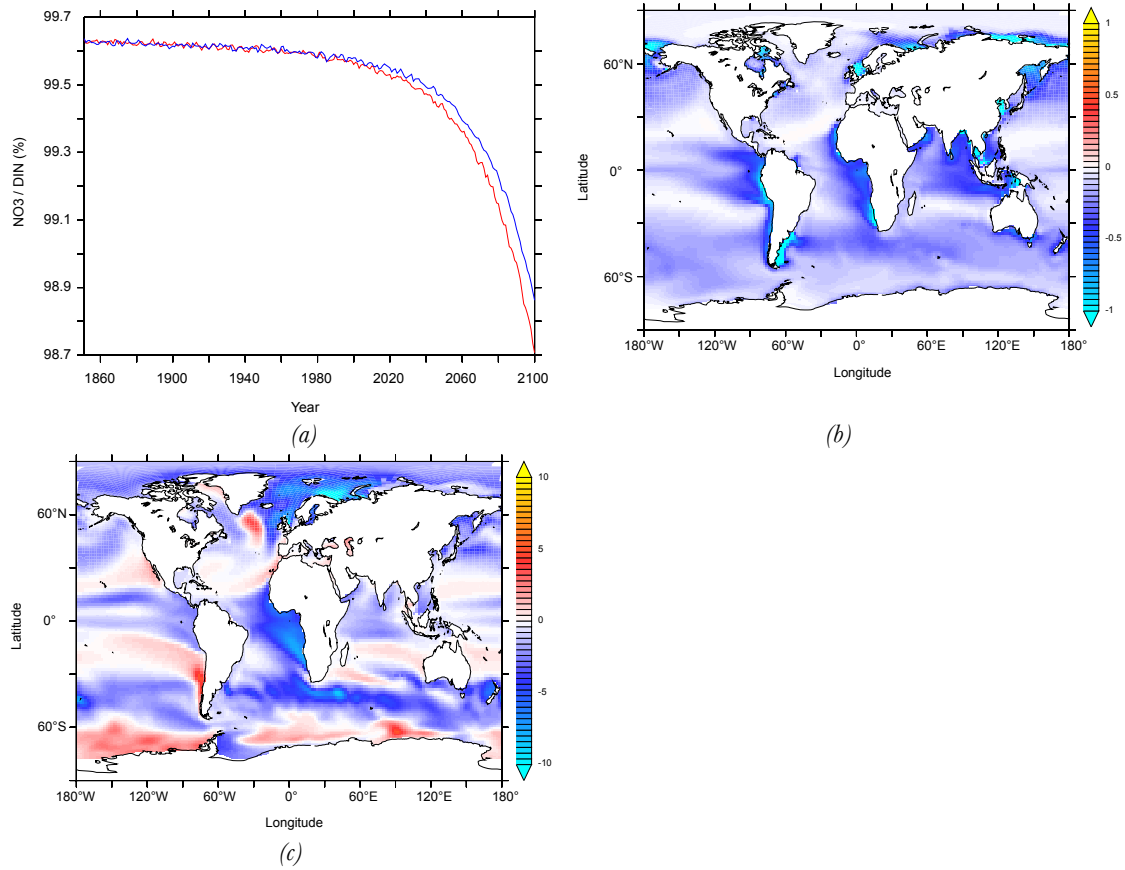 99.7
99.5
99.3
99.1
98.9
98.7
NO3 / DIN (%)
1860 1900 1940 1980 2020 2060 2100
Year
(a)
60°N
0°
60°S
Latitude
180°W 120°W 60°W 0° 60°E 120°E 180°
Longitude
1
0.5
0
-0.5
-1
(b)
60°N
0°
60°S
Latitude
180°W 120°W 60°W 0° 60°E 120°E 180°
Longitude
10
5
0
-5
-10
(c)